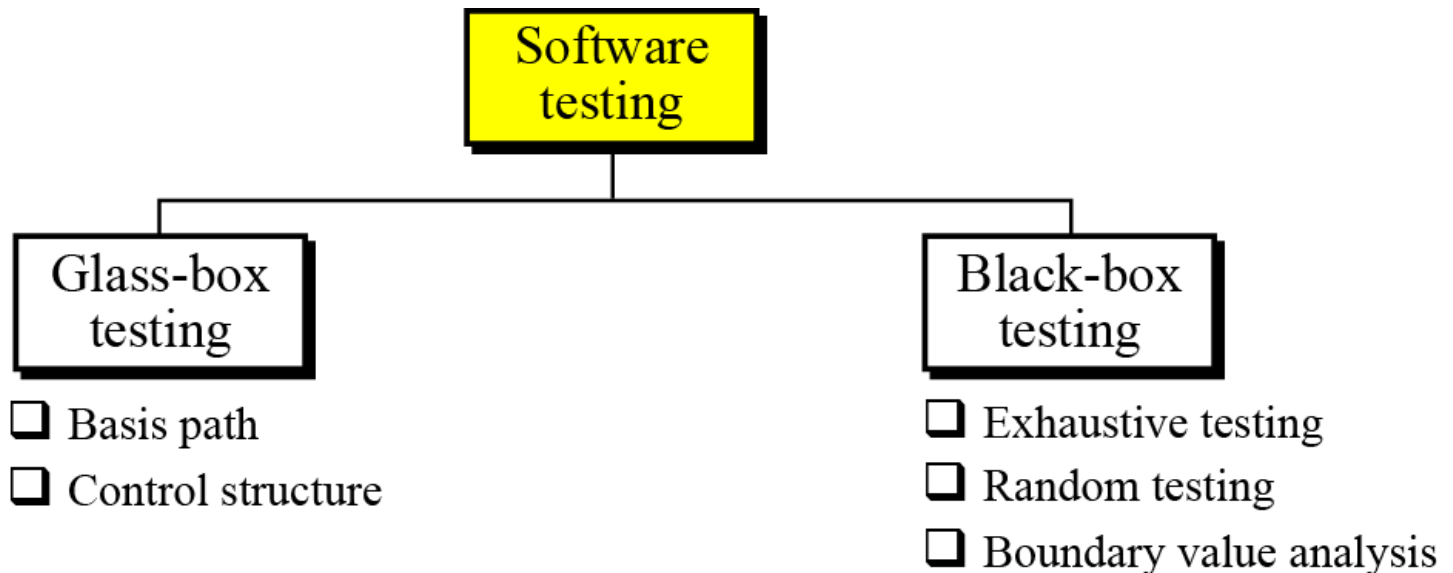 Software
testing
Glass-box
testing
Basis path
Control structure
Black-box
testing
Exhaustive testing
Random testing
Boundary value analysis